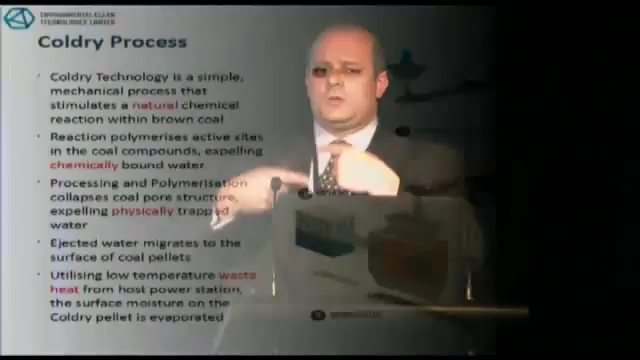 ENVIRONMENTAL CLEAN
TECHNOLOGIES LIMITED
Coldry Process
· Coldry Technology is a simple,
mechanical process that
stimulates a natural chemical
reaction within brown coal
· Reaction polymerises active sites
in the coal compounds, expelling
chemically bound water
· Processing and Polymerisation
collapses coal pore structure,
expelling physically trapped
water
· Ejected water migrates to the
surface of coal pellets
· Utilising low temperature waste
heat from host power station,
the surface moisture on the
Coldry pellet is evaporated